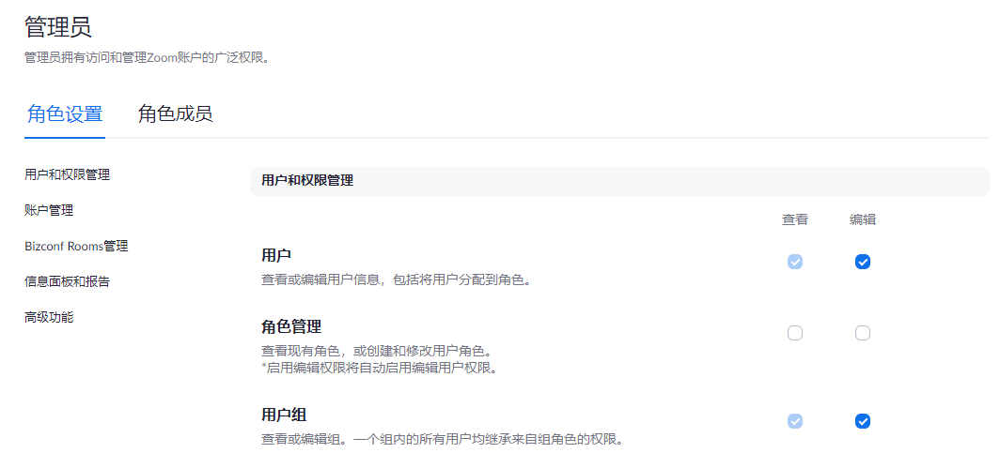 管理员
管理员拥有访问和管理Zoom账户的广泛权限。
角色设置 角色成员
用户和权限管理
账户管理
Bizconf Rooms管理
信息面板和报告
高级功能
用户和权限管理
查看 编辑
用户
查看或编辑用户信息，包括将用户分配到角色。
角色管理
查看现有角色，或创建和修改用户角色。
*启用编辑权限将自动启用编辑用户权限。
用户组
查看或编辑组。一个组内的所有用户均继承来自组角色的权限。